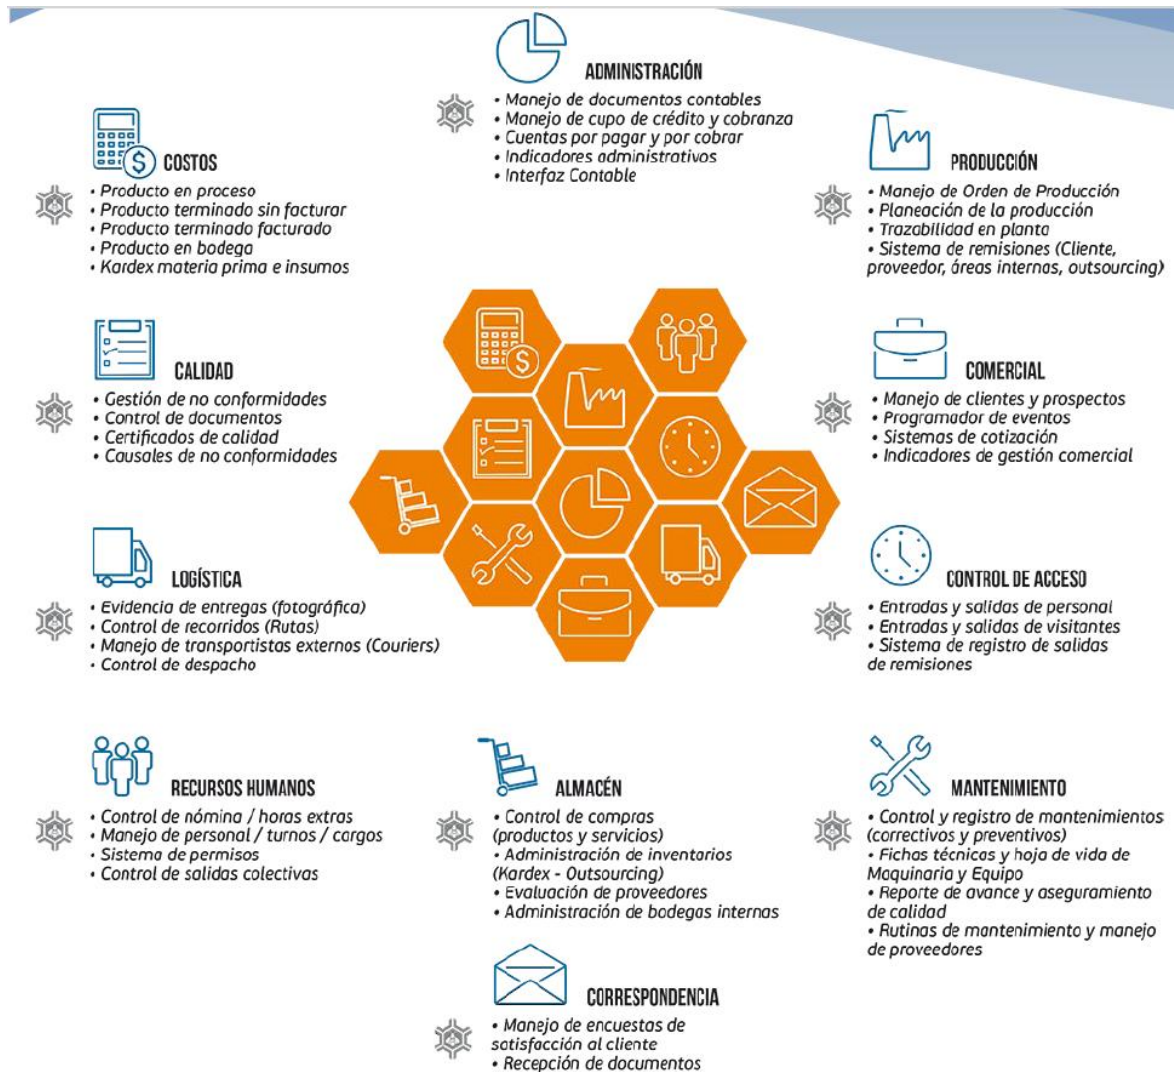 ADMINISTRACIÓN
• Manejo de documentos contables
• Manejo de cupo de crédito y cobranza
• Cuentas por pagar y por cobrar
• Indicadores administrativos
• Interfaz Contable
$ COSTOS
• Producto en proceso
• Producto terminado sin facturar
• Producto terminado facturado
• Producto en bodega
• Kardex materia prima e insumos
PRODUCCIÓN
• Manejo de Orden de Producción
• Planeación de la producción
• Trazabilidad en planta
• Sistema de remisiones (Cliente,
proveedor, áreas internas, outsourcing)
$
CALIDAD
• Gestión de no conformidades
• Control de documentos
• Certificados de calidad
• Causales de no conformidades
COMERCIAL
• Manejo de clientes y prospectos
• Programador de eventos
• Sistemas de cotización
• Indicadores de gestión comercial
LOGÍSTICA
• Evidencia de entregas (fotográfica)
• Control de recorridos (Rutas)
• Manejo de transportistas externos (Couriers)
• Control de despacho
CONTROL DE ACCESO
• Entradas y salidas de personal
• Entradas y salidas de visitantes
• Sistema de registro de salidas
de remisiones
RECURSOS HUMANOS
• Control de nómina / horas extras
• Manejo de personal / turnos / cargos
• Sistema de permisos
• Control de salidas colectivas
ALMACÉN
• Control de compras
(productos y servicios)
• Administración de inventarios
(Kardex - Outsourcing)
• Evaluación de proveedores
• Administración de bodegas internas
MANTENIMIENTO
• Control y registro de mantenimientos
(correctivos y preventivos)
• Fichas técnicas y hoja de vida de
Maquinaria y Equipo
• Reporte de avance y aseguramiento
de calidad
• Rutinas de mantenimiento y manejo
de proveedores
CORRESPONDENCIA
• Manejo de encuestas de
satisfacción al cliente
• Recepción de documentos